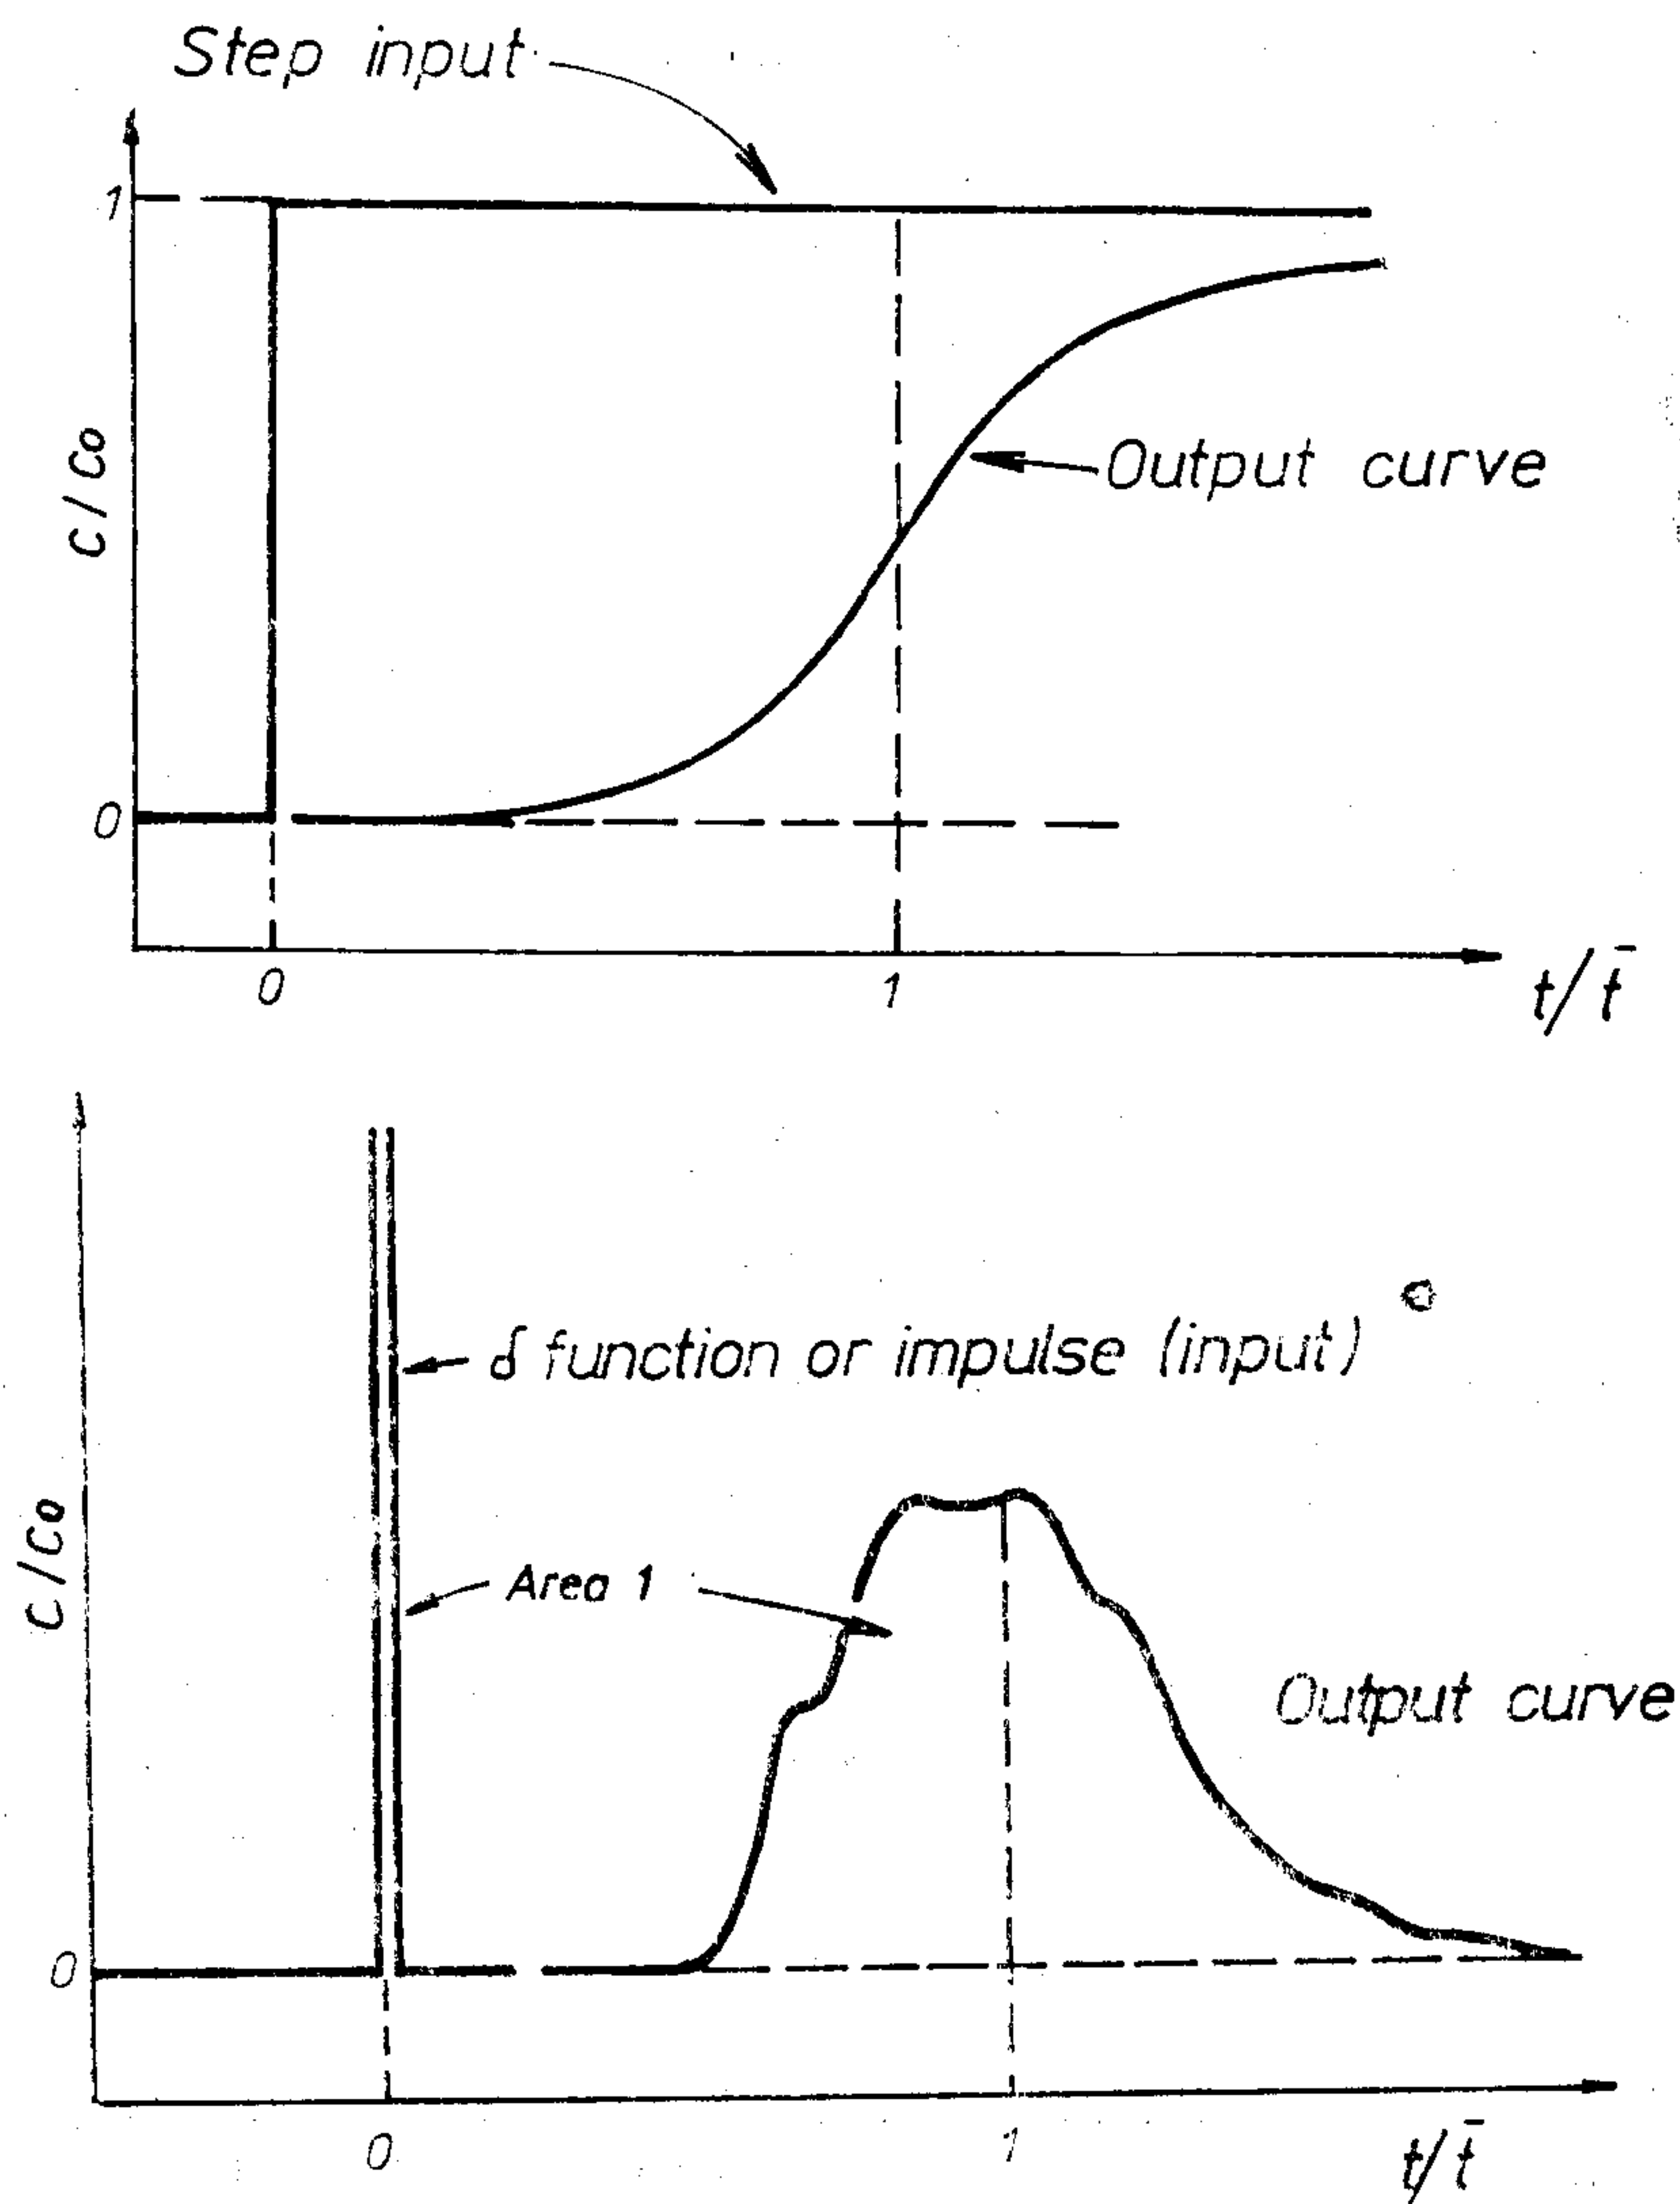 Step input
1
c/co
Output curve
0
0
1
t/t̄
δ function or impulse (input)
c/co
Area 1
Output curve
0
0
1
t/t̄